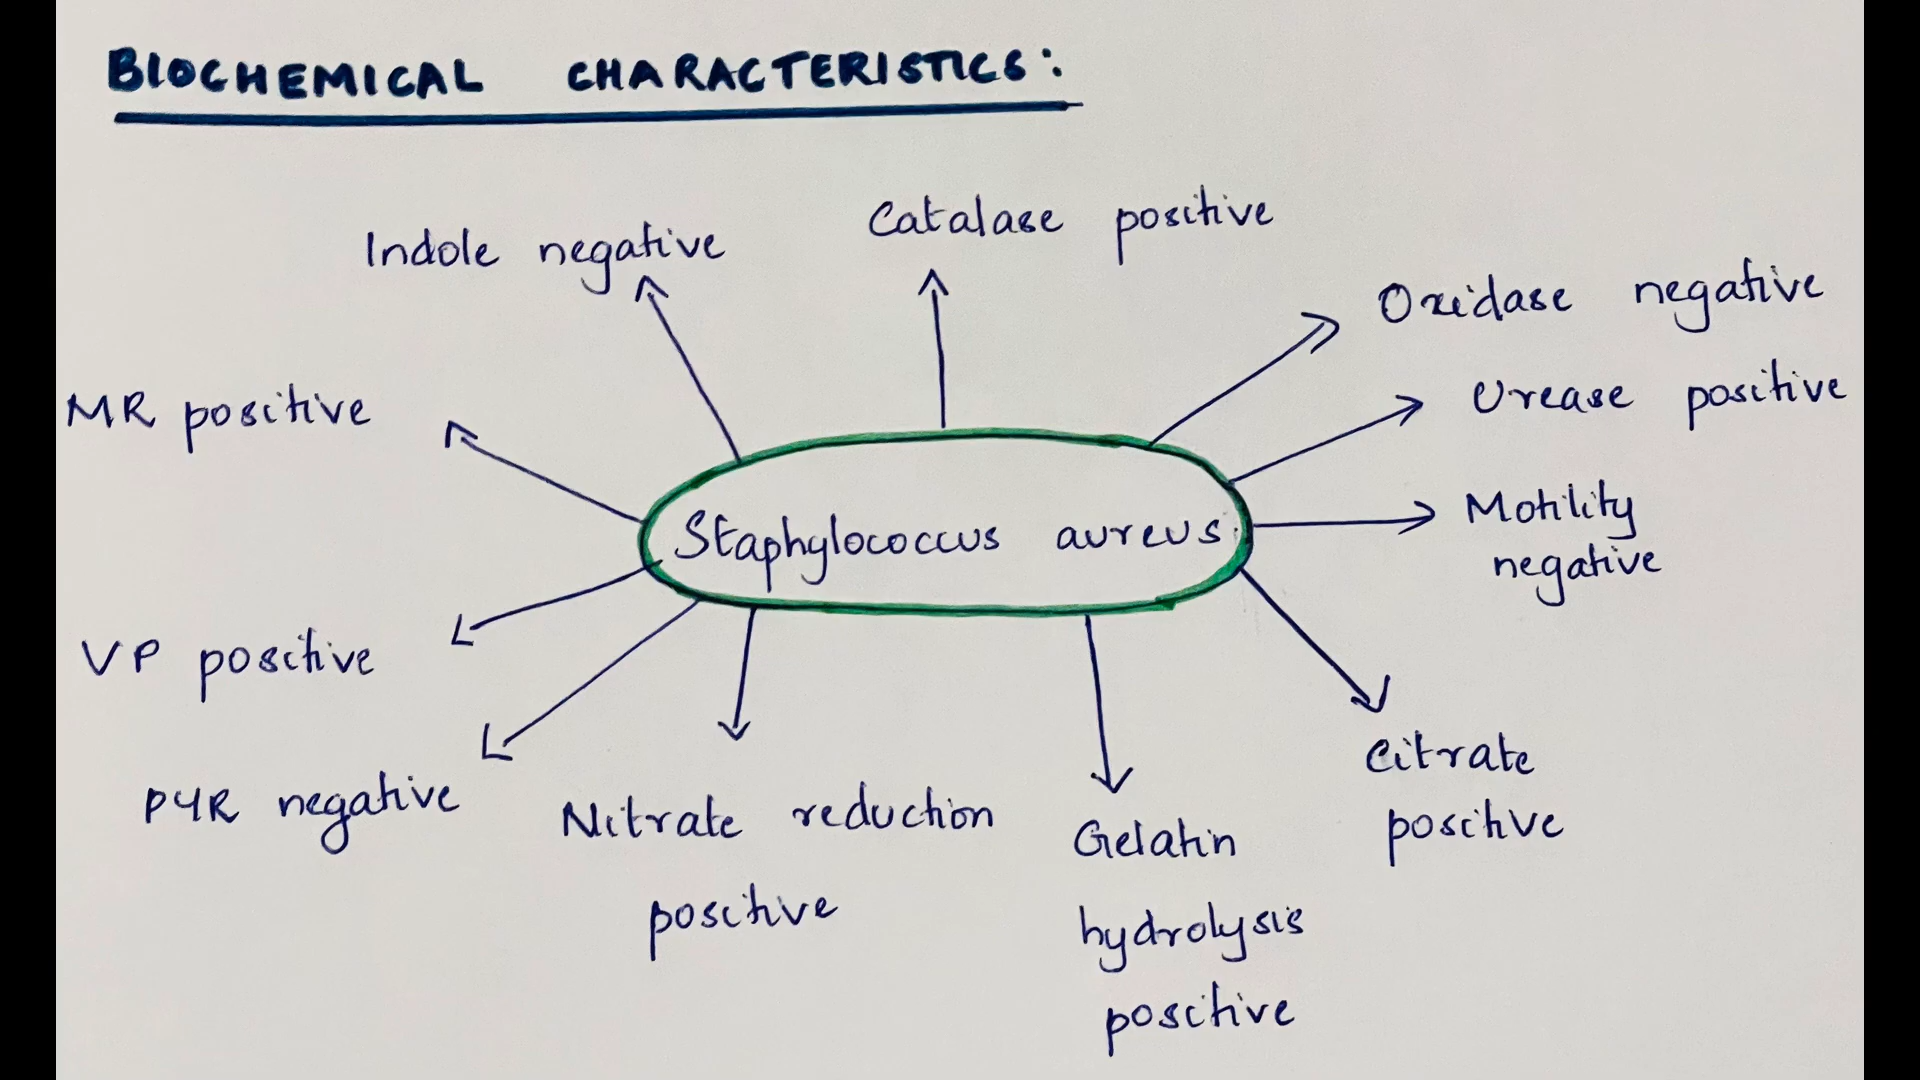 BIOCHEMICAL CHARACTERISTICS:
Indole negative
Catalase positive
Oxidase negative
MR positive
Urease positive
Staphylococcus aureus
Motility
negative
VP positive
PYR negative
Nitrate reduction
positive
Gelatin
hydrolysis
positive
Citrate
positive